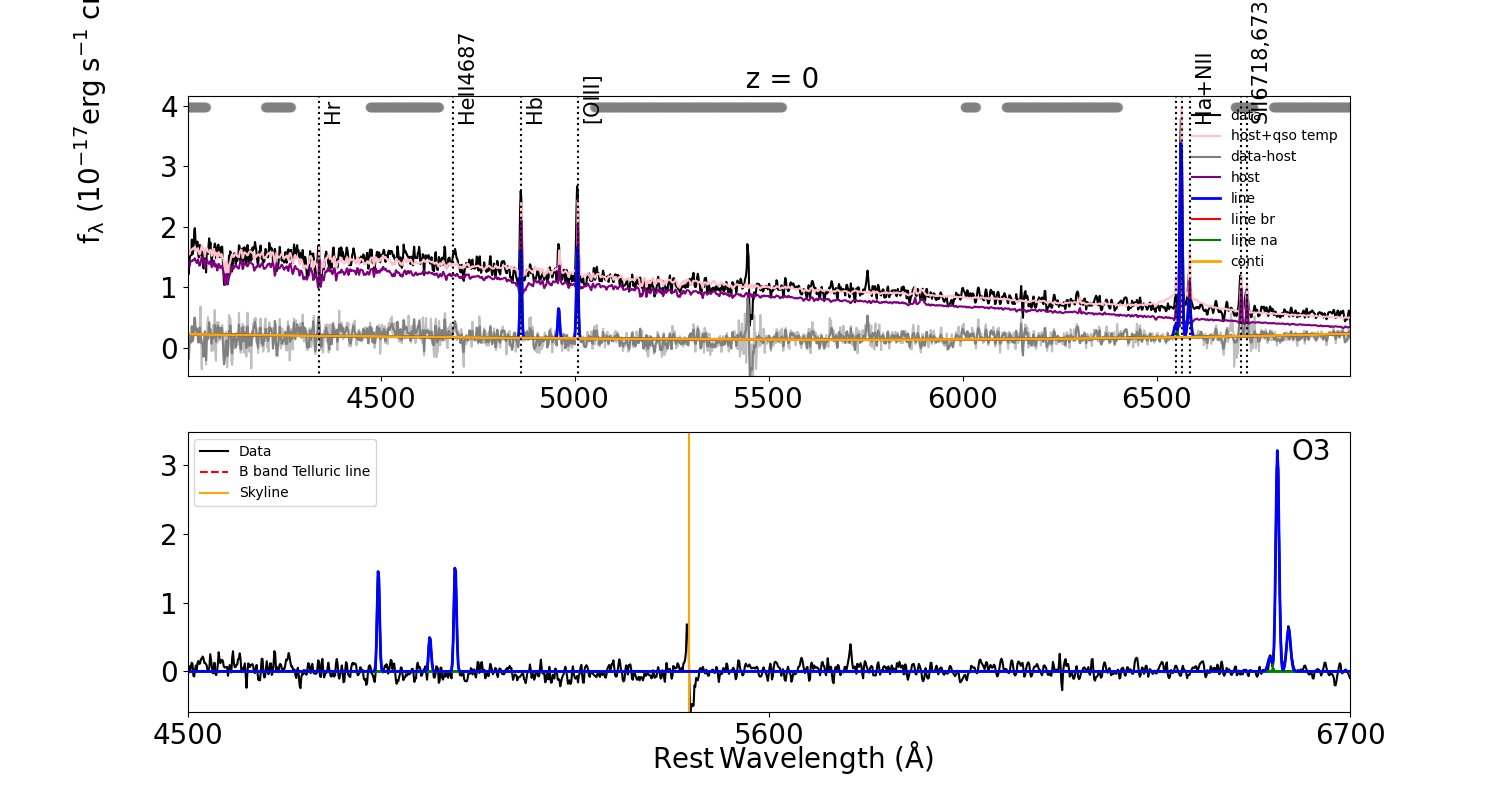 z = 0
f_λ (10^−17 erg s^−1
Hr
HeII4687
Hb
[OIII]
Ha+NII
SII6718,673
4
3
2
1
0
data
host+qso temp
data-host
host
line
line br
line na
conti
4500
5000
5500
6000
6500
3
2
1
0
Data
B band Telluric line
Skyline
O3
4500
5600
6700
Rest Wavelength (Å)